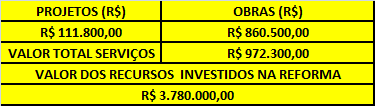 PROJETOS (R$) OBRAS (R$)
R$ 111.800,00 R$ 860.500,00
VALOR TOTAL SERVIÇOS R$ 972.300,00
VALOR DOS RECURSOS INVESTIDOS NA REFORMA
R$ 3.780.000,00